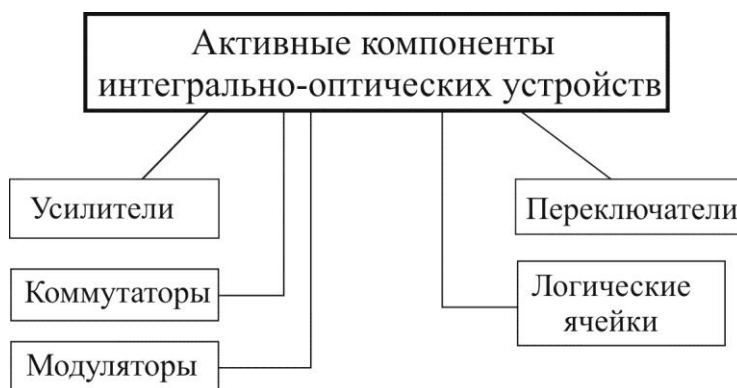 Активные компоненты
интегрально-оптических устройств
Усилители
Коммутаторы
Модуляторы
Переключатели
Логические
ячейки